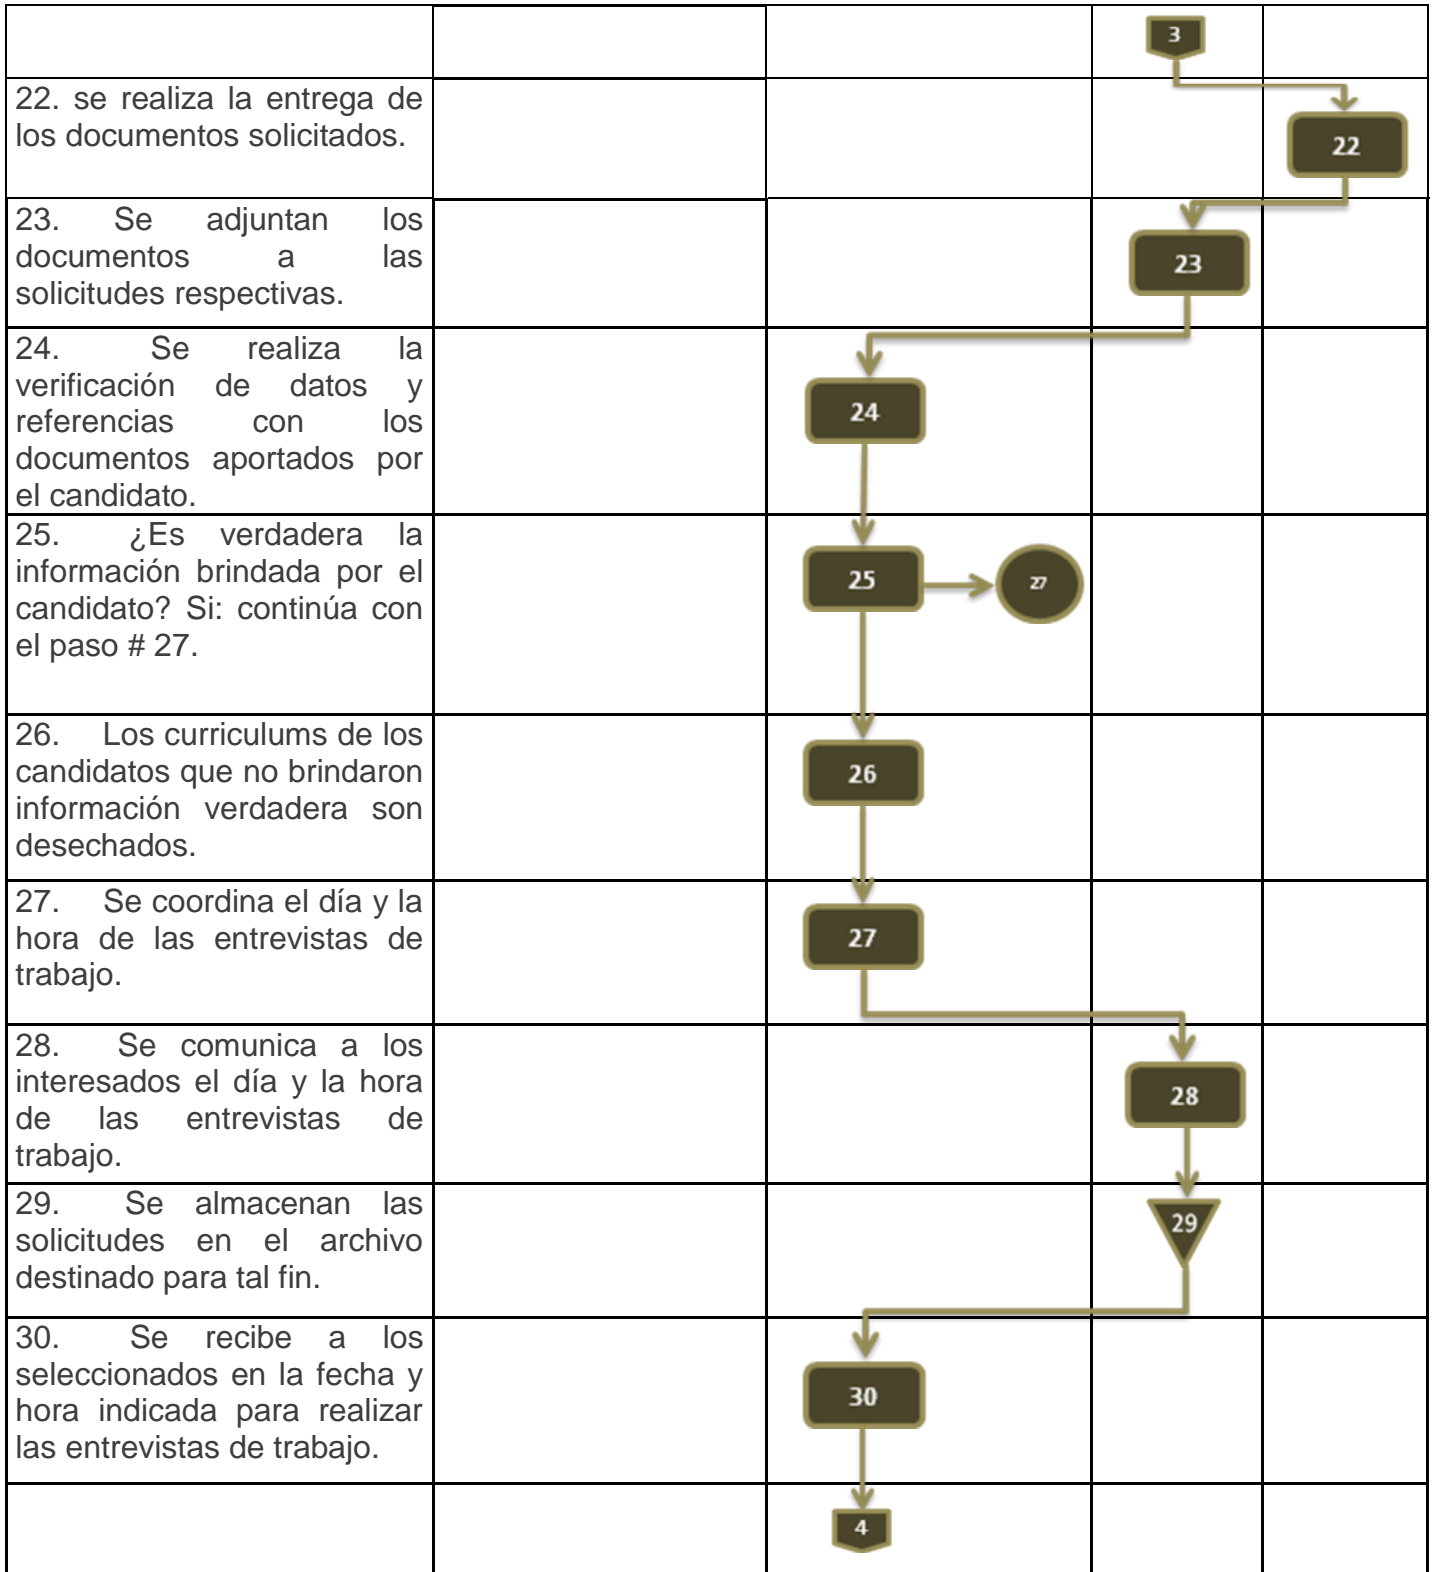 3
22. se realiza la entrega de
los documentos solicitados.
22
23. Se adjuntan los
documentos a las
solicitudes respectivas.
23
24. Se realiza la
verificación de datos y
referencias con los
documentos aportados por
el candidato.
24
25. ¿Es verdadera la
información brindada por el
candidato? Si: continúa con
el paso # 27.
25
27
26. Los curriculums de los
candidatos que no brindaron
información verdadera son
desechados.
26
27. Se coordina el día y la
hora de las entrevistas de
trabajo.
27
28. Se comunica a los
interesados el día y la hora
de las entrevistas de
trabajo.
28
29. Se almacenan las
solicitudes en el archivo
destinado para tal fin.
29
30. Se recibe a los
seleccionados en la fecha y
hora indicada para realizar
las entrevistas de trabajo.
30
4